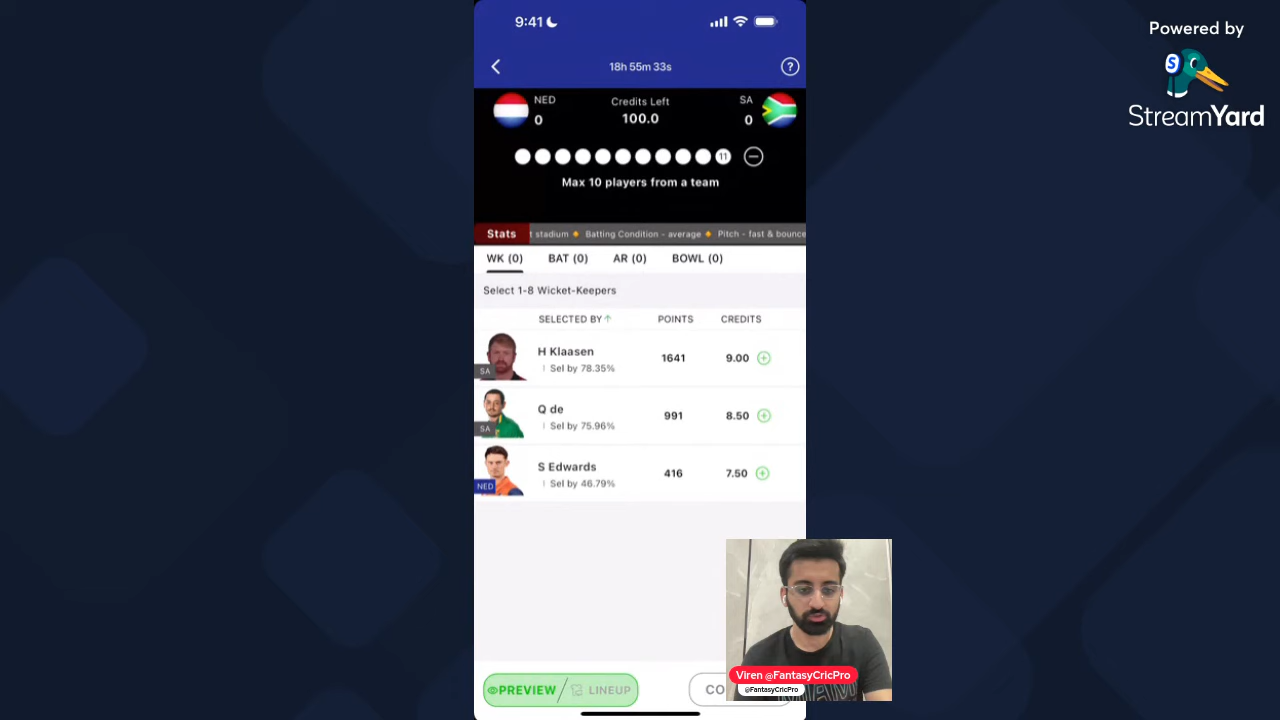 Powered by
StreamYard
9:41
18h 55m 33s
?
NED
0
Credits Left
100.0
SA
0
11
Max 10 players from a team
Stats
t stadium
Batting Condition - average
Pitch - fast & bounce
WK (0)
BAT (0)
AR (0)
BOWL (0)
Select 1-8 Wicket-Keepers
SELECTED BY
POINTS
CREDITS
SA
H Klaasen
Sel by 78.35%
1641
9.00
SA
Q de
Sel by 75.96%
991
8.50
NED
S Edwards
Sel by 46.79%
416
7.50
PREVIEW
LINEUP
CO
Viren @FantasyCricPro
@FantasyCricPro